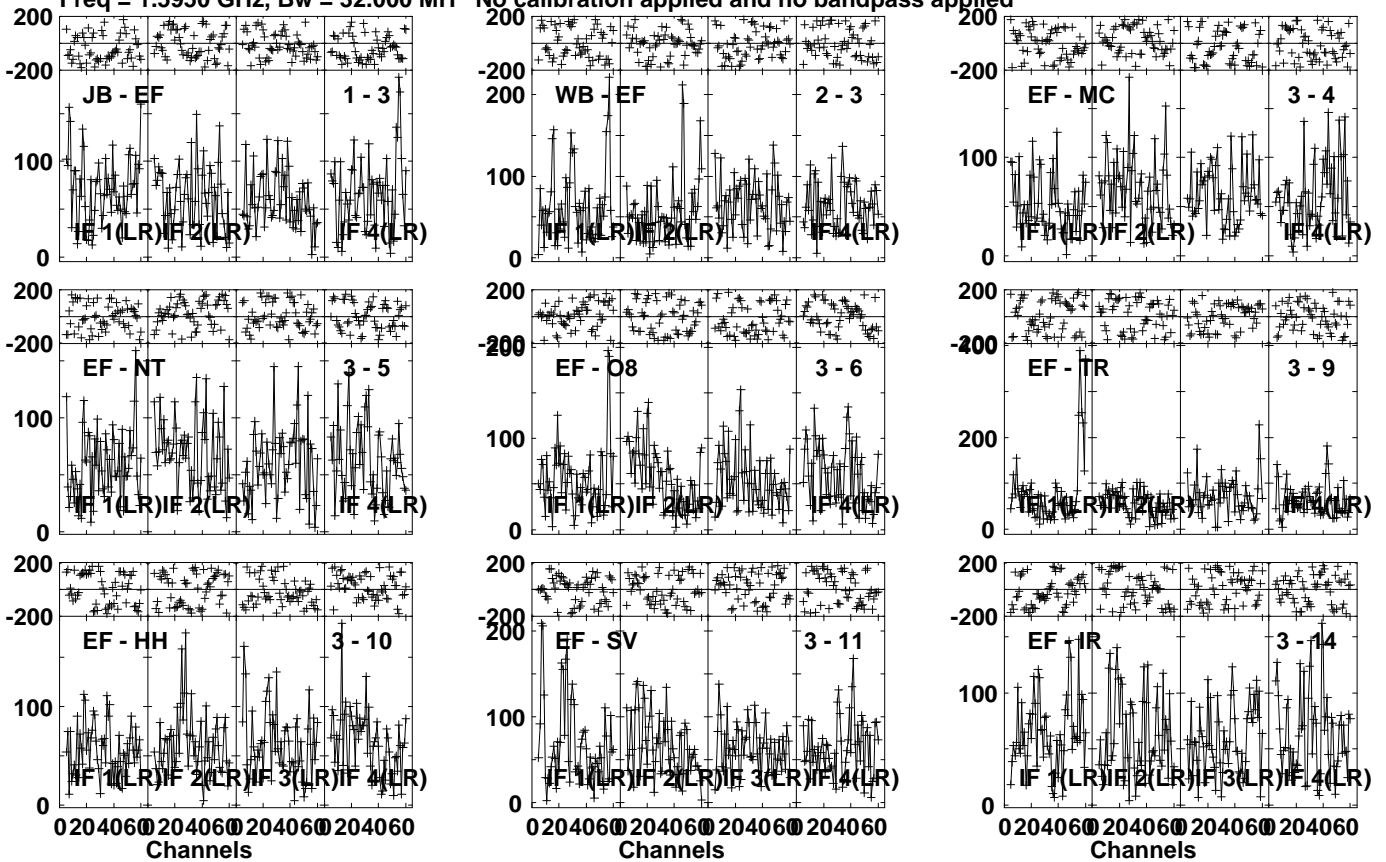 Freq = 1.5950 GHz, Bw = 32.000 MH No calibration applied and no bandpass applied
200
-200
JB - EF 1 - 3
100
0
IF 1(LR) IF 2(LR) IF 4(LR)
200
-200
WB - EF 2 - 3
200
100
0
IF 1(LR) IF 2(LR) IF 4(LR)
200
-200
EF - MC 3 - 4
100
0
IF 1(LR) IF 2(LR) IF 4(LR)
200
-200
EF - NT 3 - 5
100
0
IF 1(LR) IF 2(LR) IF 4(LR)
200
-200
200
EF - O8 3 - 6
100
0
IF 1(LR) IF 2(LR) IF 4(LR)
200
-200
400
EF - TR 3 - 9
200
0
IF 1(LR) IF 2(LR) IF 4(LR)
200
-200
EF - HH 3 - 10
100
0
IF 1(LR) IF 2(LR) IF 3(LR) IF 4(LR)
0 20 40 60 0 20 40 60 0 20 40 60 0 20 40 60
Channels
200
-200
200
EF - SV 3 - 11
100
0
IF 1(LR) IF 2(LR) IF 3(LR) IF 4(LR)
0 20 40 60 0 20 40 60 0 20 40 60 0 20 40 60
Channels
200
-200
EF - IR 3 - 14
100
0
IF 1(LR) IF 2(LR) IF 3(LR) IF 4(LR)
0 20 40 60 0 20 40 60 0 20 40 60 0 20 40 60
Channels